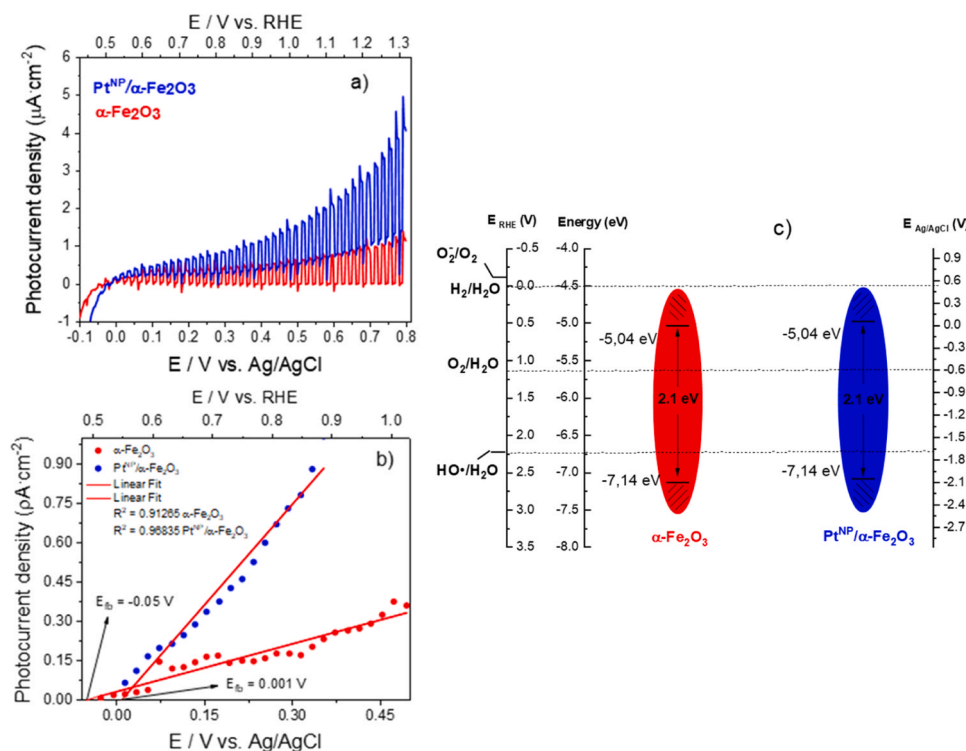 E / V vs. RHE
0.5 0.6 0.7 0.8 0.9 1.0 1.1 1.2 1.3
6
5
4
3
2
1
0
-1
Photocurrent density (µA·cm⁻²)
a)
Pt^NP/α-Fe2O3
α-Fe2O3
-0.1 0.0 0.1 0.2 0.3 0.4 0.5 0.6 0.7 0.8
E / V vs. Ag/AgCl
E / V vs. RHE
0.5 0.6 0.7 0.8 0.9 1.0
0.90
0.75
0.60
0.45
0.30
0.15
0.00
Photocurrent density (ρA·cm⁻²)
b)
α-Fe₂O₃
Pt^NP/α-Fe₂O₃
Linear Fit
Linear Fit
R² = 0.91265 α-Fe₂O₃
R² = 0.96835 Pt^NP/α-Fe₂O₃
E_fb = -0.05 V
E_fb = 0.001 V
0.00 0.15 0.30 0.45
E / V vs. Ag/AgCl
c)
E RHE (V)
-0.5
0.0
0.5
1.0
1.5
2.0
2.5
3.0
3.5
O₂⁻/O₂
H₂/H₂O
O₂/H₂O
HO•/H₂O
Energy (eV)
-4.0
-4.5
-5.0
-5.5
-6.0
-6.5
-7.0
-7.5
-8.0
-5,04 eV
2.1 eV
-7,14 eV
α-Fe₂O₃
-5,04 eV
2.1 eV
-7,14 eV
Pt^NP/α-Fe₂O₃
E Ag/AgCl (V)
0.9
0.6
0.3
0.0
-0.3
-0.6
-0.9
-1.2
-1.5
-1.8
-2.1
-2.4
-2.7